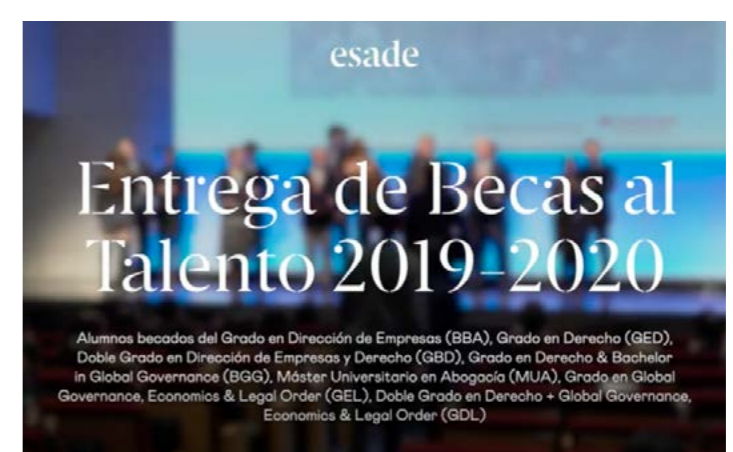 esade
Entrega de Becas al
Talento 2019-2020
Alumnos becados del Grado en Dirección de Empresas (BBA), Grado en Derecho (GED),
Doble Grado en Dirección de Empresas y Derecho (GBD), Grado en Derecho & Bachelor
in Global Governance (BGG), Máster Universitario en Abogacía (MUA), Grado en Global
Governance, Economics & Legal Order (GEL), Doble Grado en Derecho + Global Governance,
Economics & Legal Order (GDL)